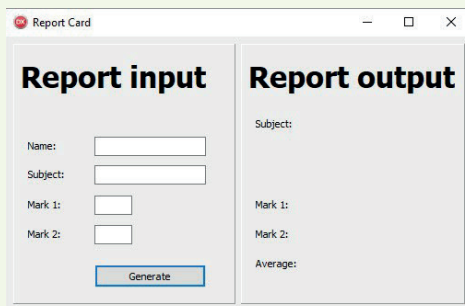 Report Card
Report input
Name:
Subject:
Mark 1:
Mark 2:
Generate
Report output
Subject:
Mark 1:
Mark 2:
Average: